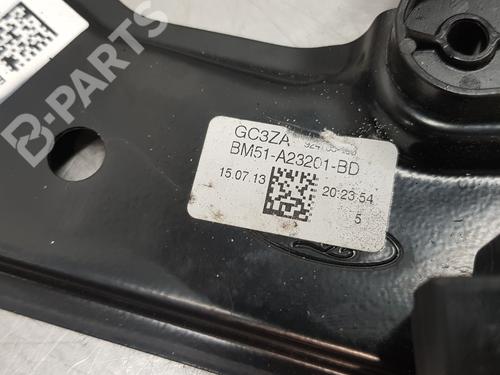 B-PARTS
GC3ZA
BM51-A23201-BD
15.07.13
20:23:54
5